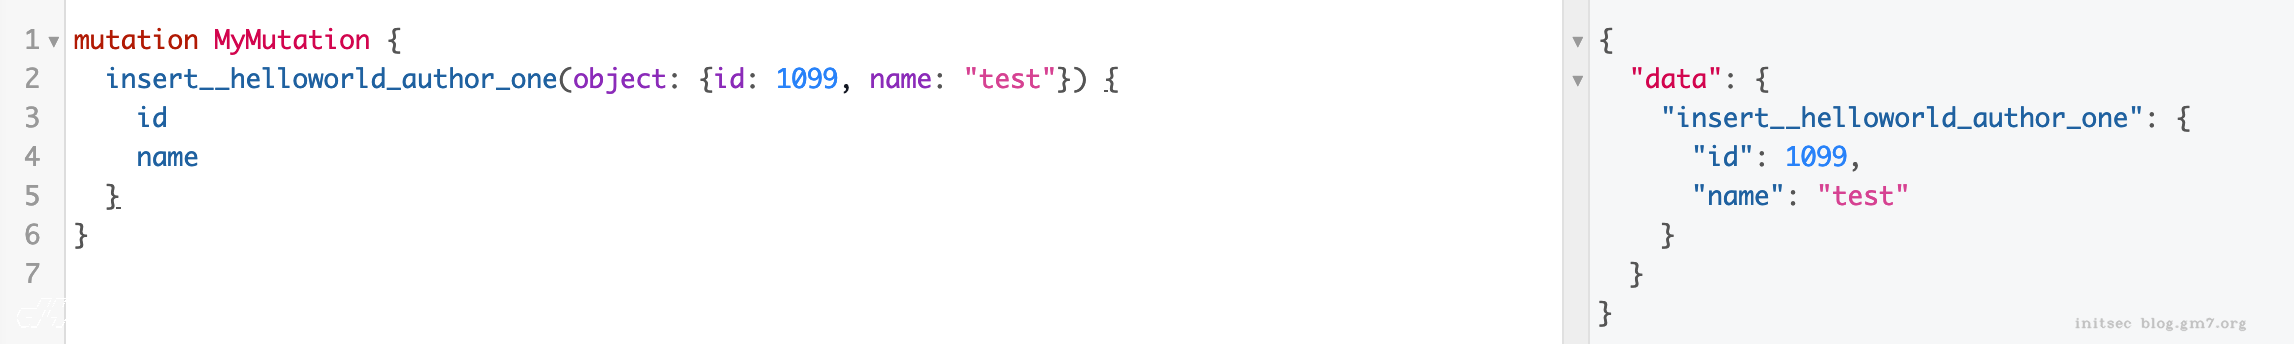 1 mutation MyMutation {
2 insert__helloworld_author_one(object: {id: 1099, name: "test"}) {
3 id
4 name
5 }
6 }
7
{
"data": {
"insert__helloworld_author_one": {
"id": 1099,
"name": "test"
}
}
}
initsec blog.gm7.org